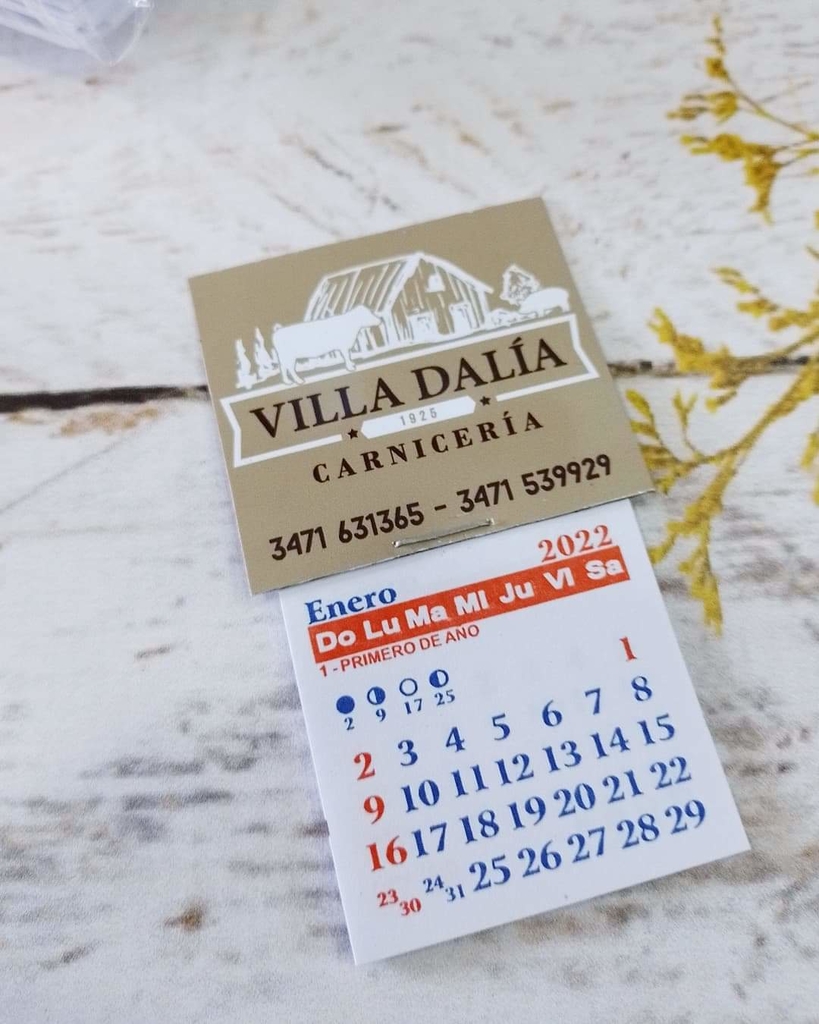 VILLA DALÍA
1925
CARNICERÍA
3471 631365 - 3471 539929
Enero 2022
Do Lu Ma MI Ju VI Sa
1 - PRIMERO DE AÑO
1
2 9 17 25
2 3 4 5 6 7 8
9 10 11 12 13 14 15
16 17 18 19 20 21 22
23 30 24 31 25 26 27 28 29